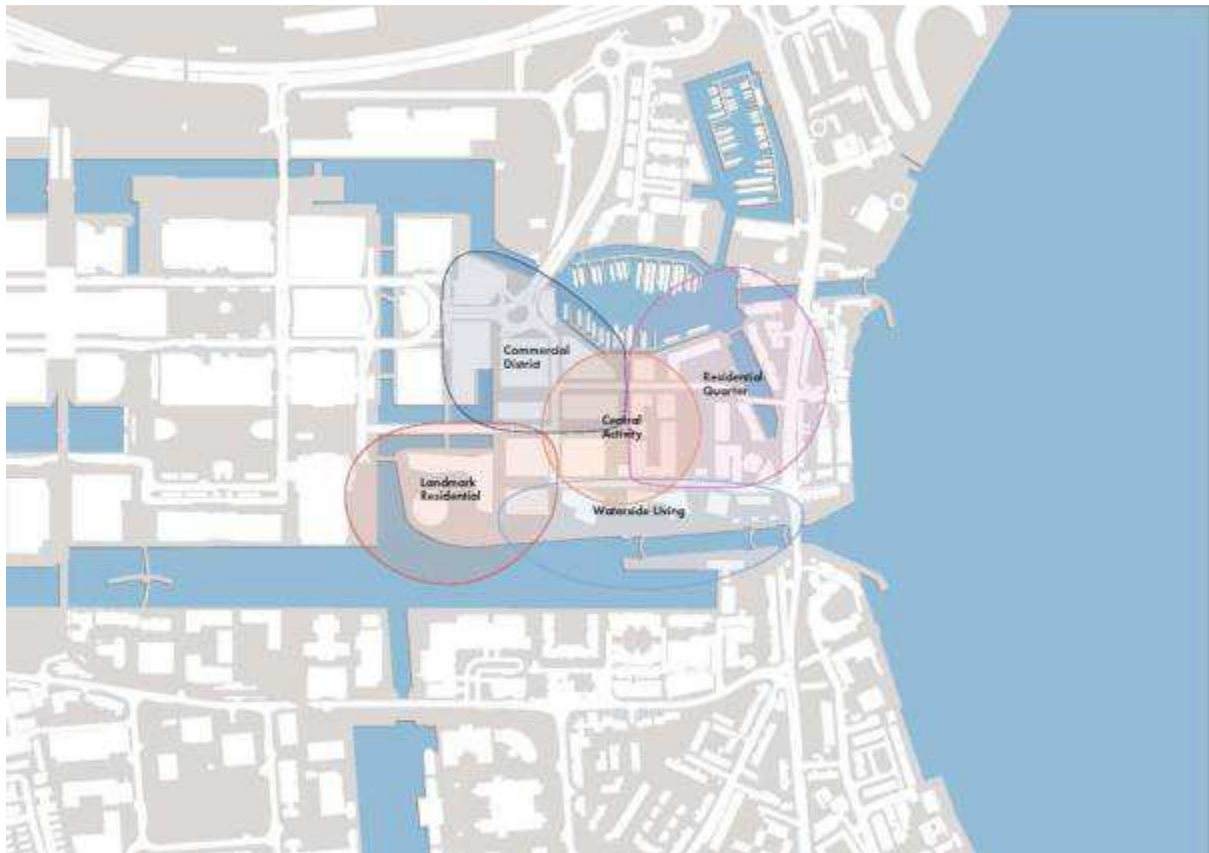 Commercial
District
Residential
Quarter
Central
Activity
Landmark
Residential
Waterside Living